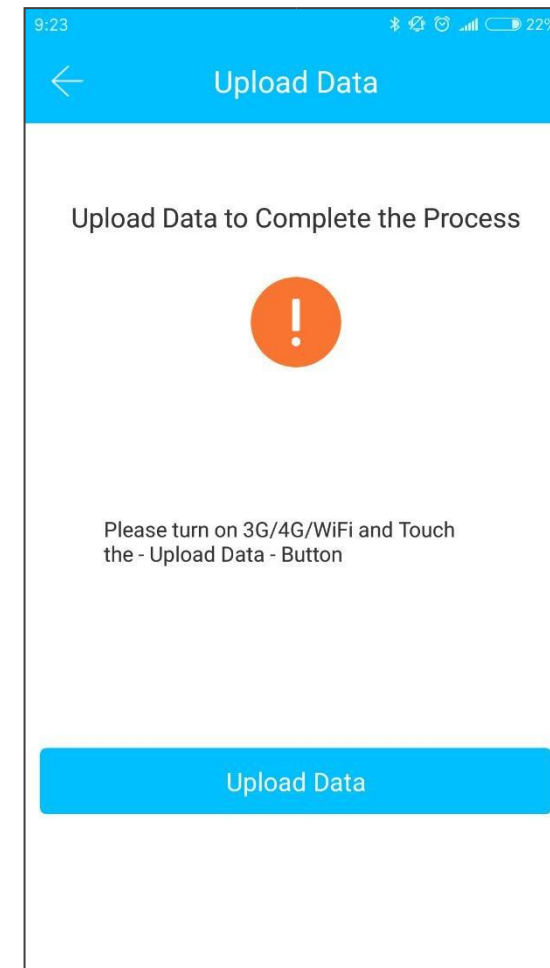 9:23
22%
Upload Data
Upload Data to Complete the Process
!
Please turn on 3G/4G/WiFi and Touch
the - Upload Data - Button
Upload Data